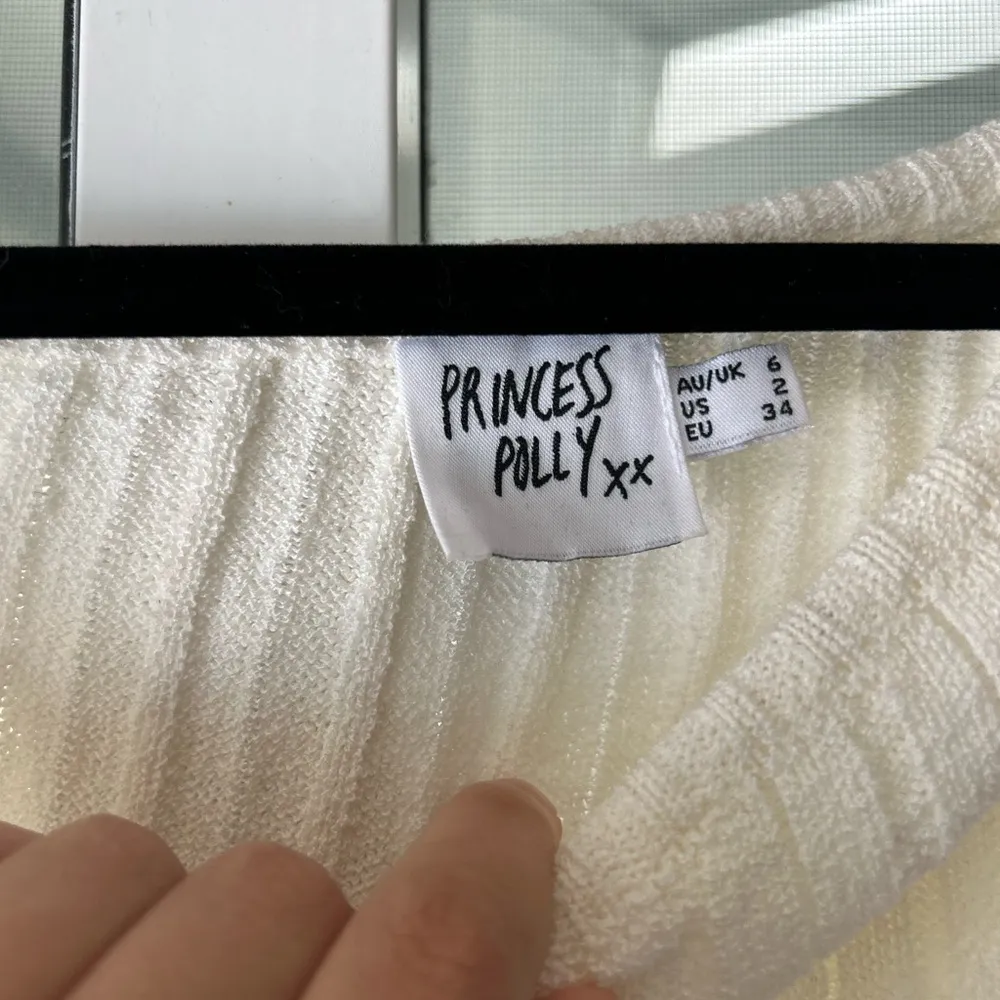 PRINCESS
POLLY xx
AU/UK 6
US 2
EU 34